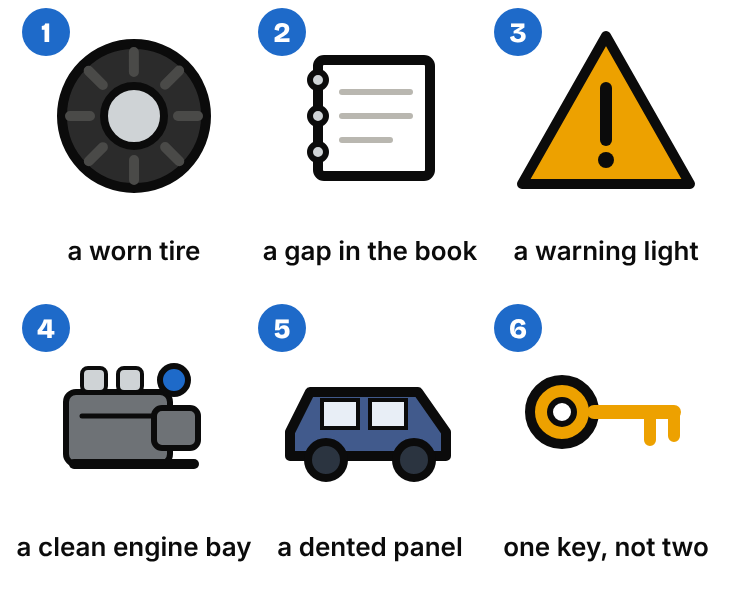 1
2
3
a worn tire
a gap in the book
a warning light
4
5
6
a clean engine bay
a dented panel
one key, not two